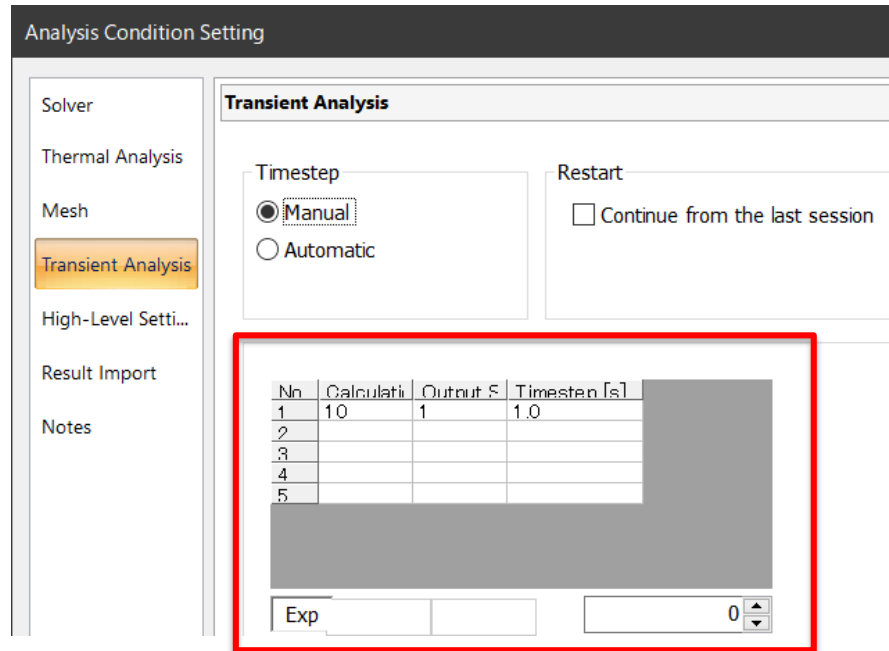 Analysis Condition Setting
Solver
Thermal Analysis
Mesh
Transient Analysis
High-Level Setti...
Result Import
Notes
Transient Analysis
Timestep
Manual
Automatic
Restart
Continue from the last session
No Calculati Output S Timestep [s]
1 10 1 1.0
2
3
4
5
Exp
0